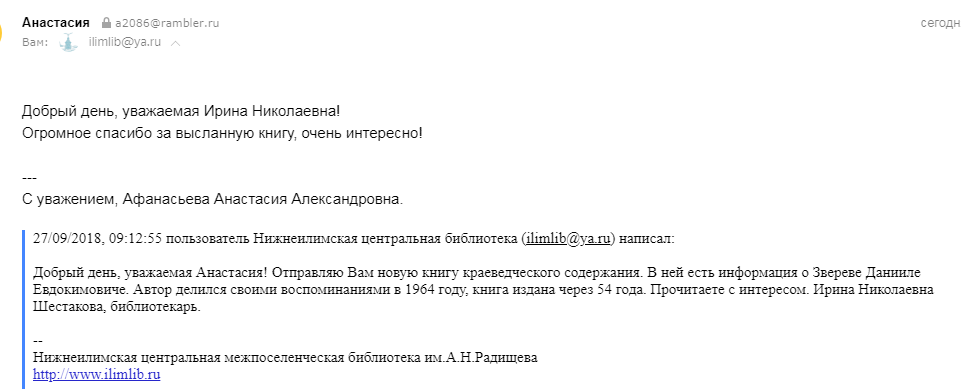 Анастасия a2086@rambler.ru сегодн
Вам: ilimlib@ya.ru
Добрый день, уважаемая Ирина Николаевна!
Огромное спасибо за высланную книгу, очень интересно!
---
С уважением, Афанасьева Анастасия Александровна.
27/09/2018, 09:12:55 пользователь Нижнеилимская центральная библиотека (ilimlib@ya.ru) написал:
Добрый день, уважаемая Анастасия! Отправляю Вам новую книгу краеведческого содержания. В ней есть информация о Звереве Данииле
Евдокимовиче. Автор делился своими воспоминаниями в 1964 году, книга издана через 54 года. Прочитаете с интересом. Ирина Николаевна
Шестакова, библиотекарь.
--
Нижнеилимская центральная межпоселенческая библиотека им.А.Н.Радищева
http://www.ilimlib.ru